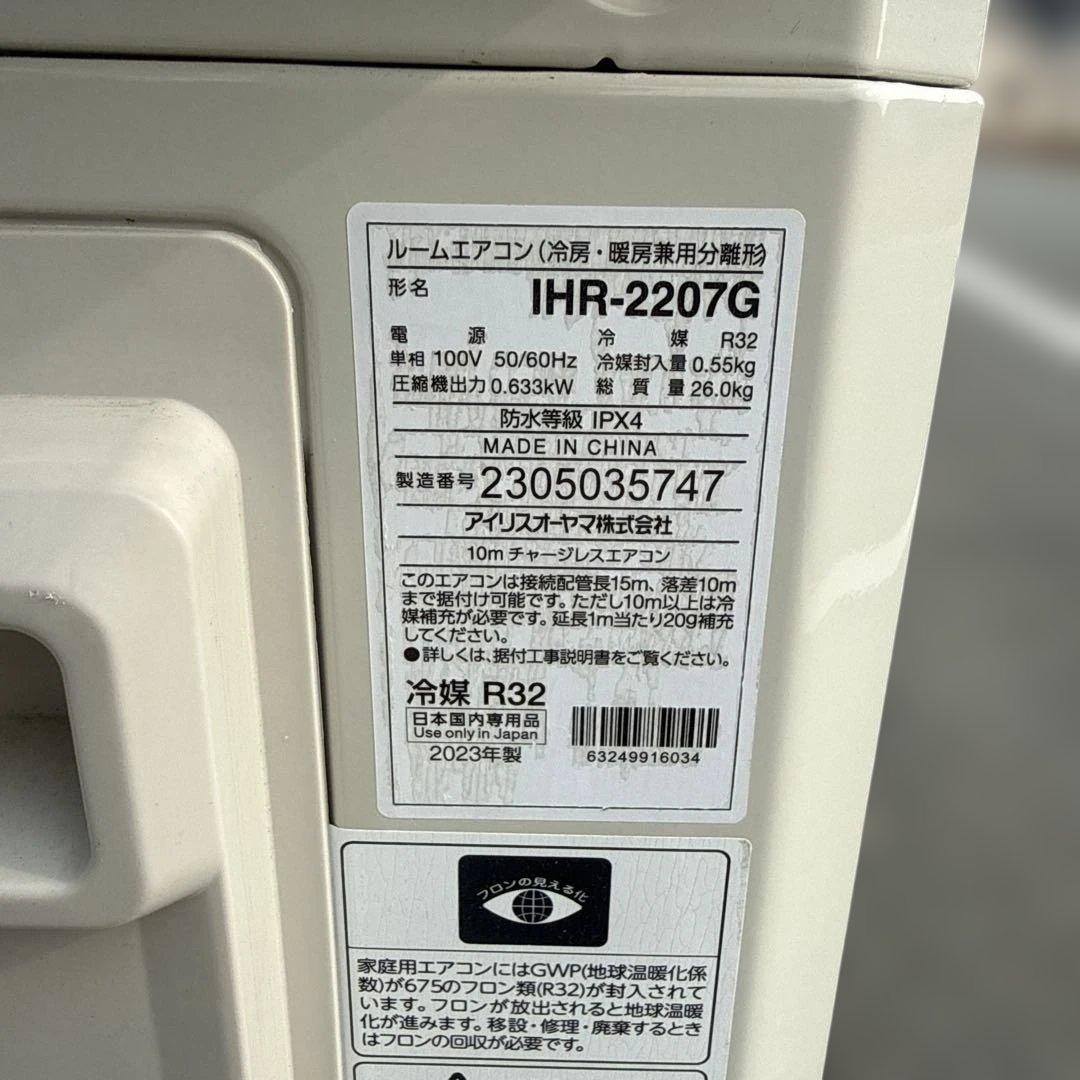 ルームエアコン(冷房・暖房兼用分離形)
形名 IHR-2207G
電源 冷媒 R32
単相 100V 50/60Hz 冷媒封入量 0.55kg
圧縮機出力 0.633kW 総質量 26.0kg
防水等級 IPX4
MADE IN CHINA
製造番号 2305035747
アイリスオーヤマ株式会社
10m チャージレスエアコン
このエアコンは接続配管長15m、落差10m
まで据付け可能です。ただし10m以上は冷
媒補充が必要です。延長1m当たり20g補充
してください。
●詳しくは、据付工事説明書をご覧ください。
冷媒 R32
日本国内専用品
Use only in Japan
2023年製
63249916034
フロンの見える化
家庭用エアコンにはGWP(地球温暖化係
数)が675のフロン類(R32)が封入されて
います。フロンが放出されると地球温暖
化が進みます。移設・修理・廃棄するとき
はフロンの回収が必要です。